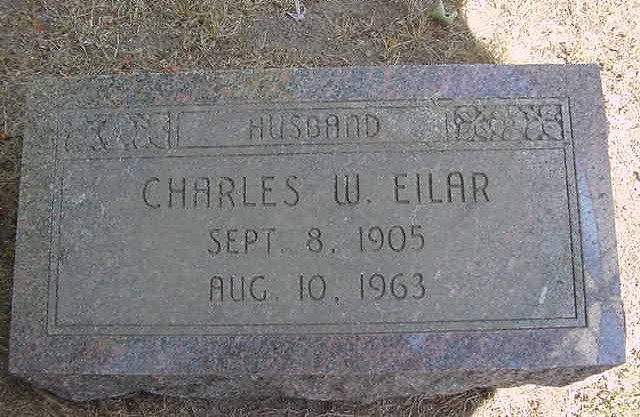 HUSBAND
CHARLES W. EILAR
SEPT. 8, 1905
AUG. 10, 1963